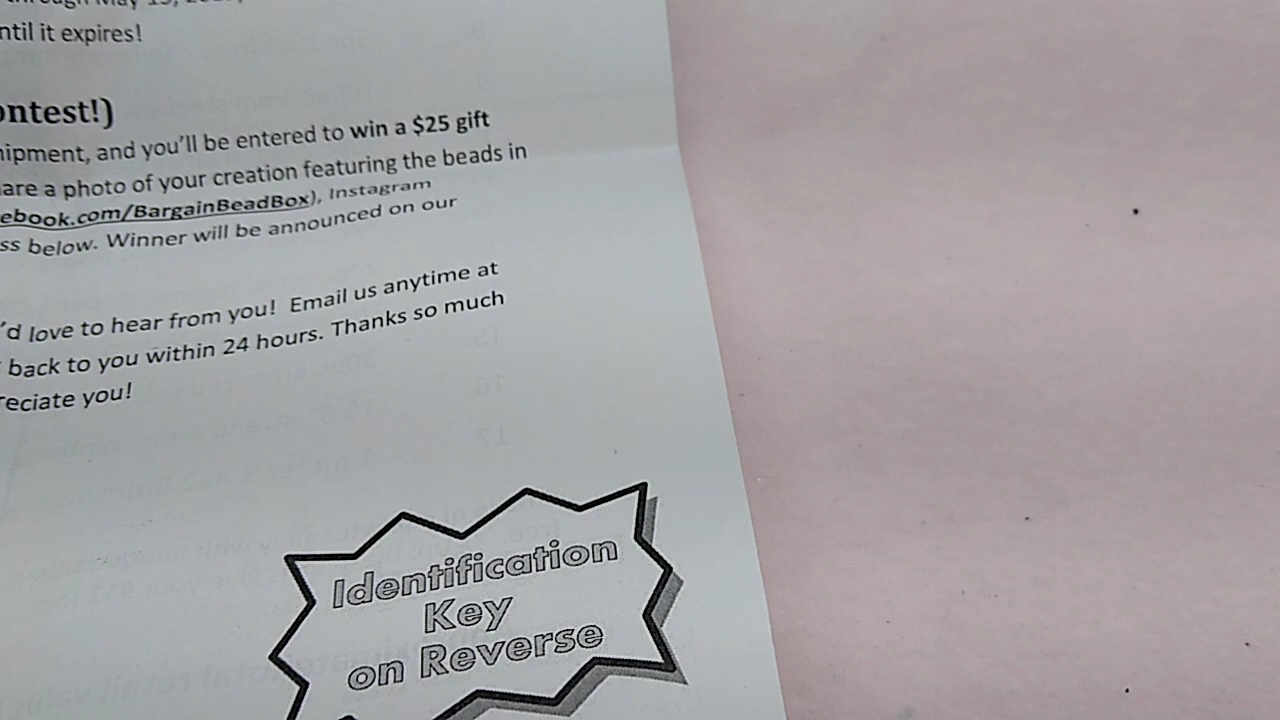 ntil it expires!
ontest!)
ipment, and you'll be entered to win a $25 gift
are a photo of your creation featuring the beads in
ebook.com/BargainBeadBox), Instagram
ss below. Winner will be announced on our
'd love to hear from you! Email us anytime at
back to you within 24 hours. Thanks so much
reciate you!
Identification
Key
on Reverse